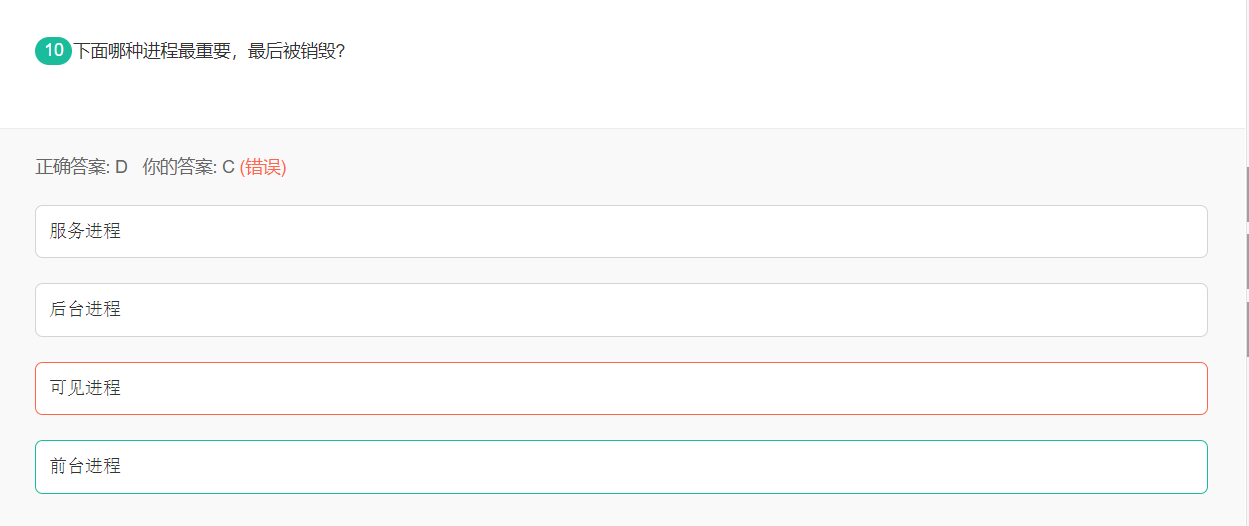 10 下面哪种进程最重要，最后被销毁?
正确答案: D 你的答案: C (错误)
服务进程
后台进程
可见进程
前台进程